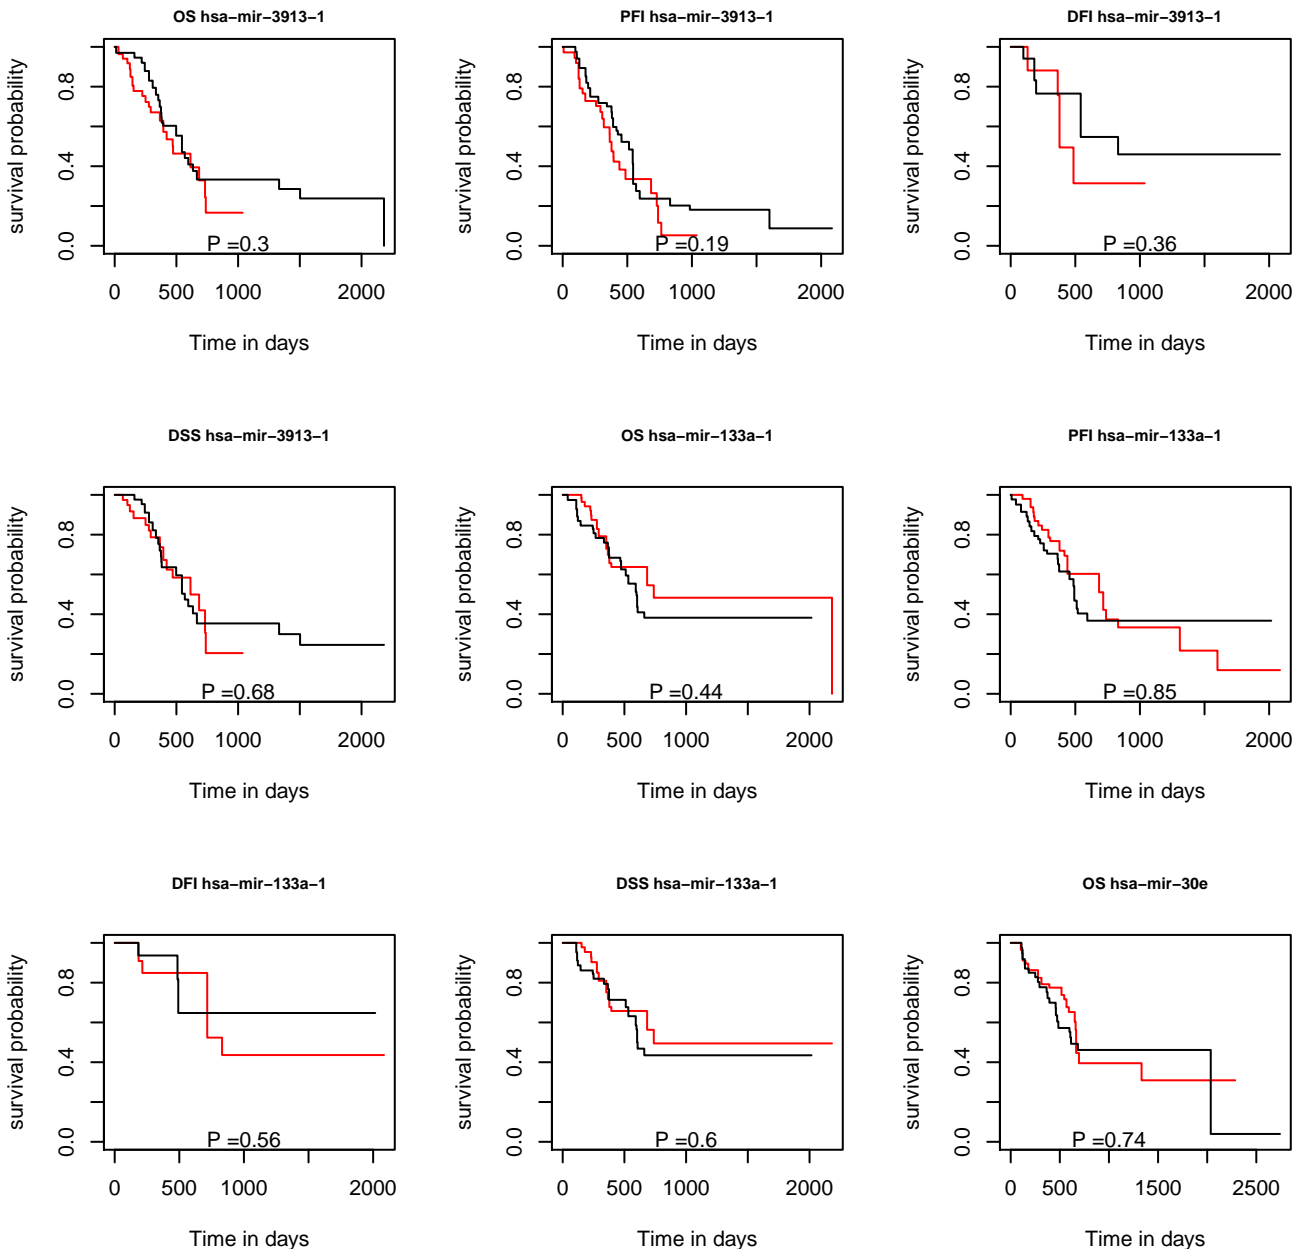 OS hsa−mir−3913−1
survival probability
0.0 0.4 0.8
P =0.3
0 500 1000 2000
Time in days
PFI hsa−mir−3913−1
survival probability
0.0 0.4 0.8
P =0.19
0 500 1000 2000
Time in days
DFI hsa−mir−3913−1
survival probability
0.0 0.4 0.8
P =0.36
0 500 1000 2000
Time in days
DSS hsa−mir−3913−1
survival probability
0.0 0.4 0.8
P =0.68
0 500 1000 2000
Time in days
OS hsa−mir−133a−1
survival probability
0.0 0.4 0.8
P =0.44
0 500 1000 2000
Time in days
PFI hsa−mir−133a−1
survival probability
0.0 0.4 0.8
P =0.85
0 500 1000 2000
Time in days
DFI hsa−mir−133a−1
survival probability
0.0 0.4 0.8
P =0.56
0 500 1000 2000
Time in days
DSS hsa−mir−133a−1
survival probability
0.0 0.4 0.8
P =0.6
0 500 1000 2000
Time in days
OS hsa−mir−30e
survival probability
0.0 0.4 0.8
P =0.74
0 500 1500 2500
Time in days